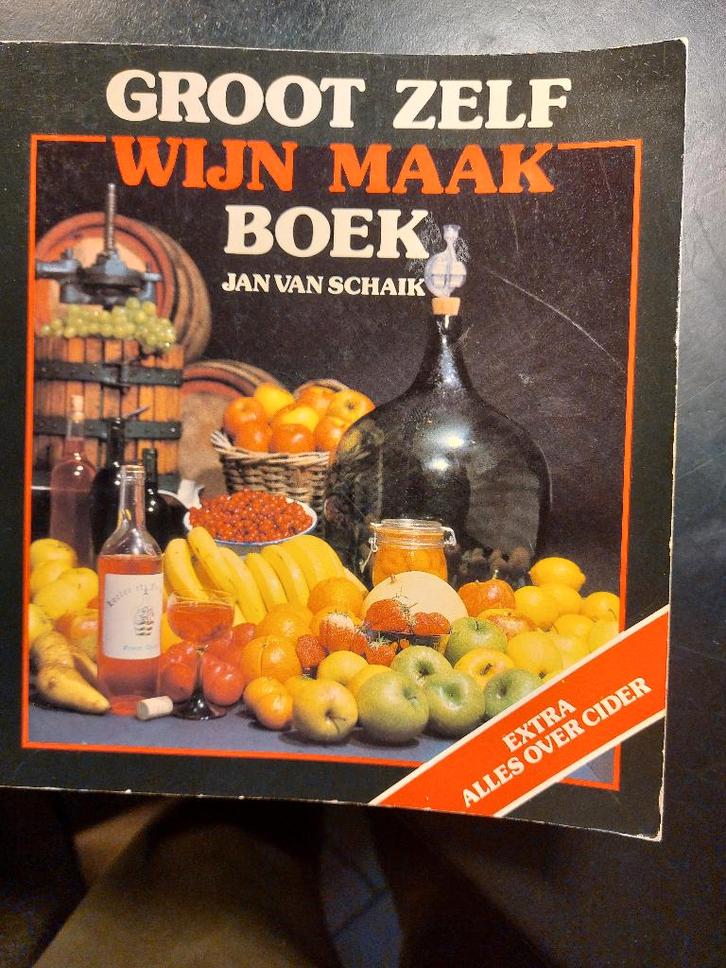 GROOT ZELF
WIJN MAAK
BOEK
JAN VAN SCHAIK
EXTRA
ALLES OVER CIDER